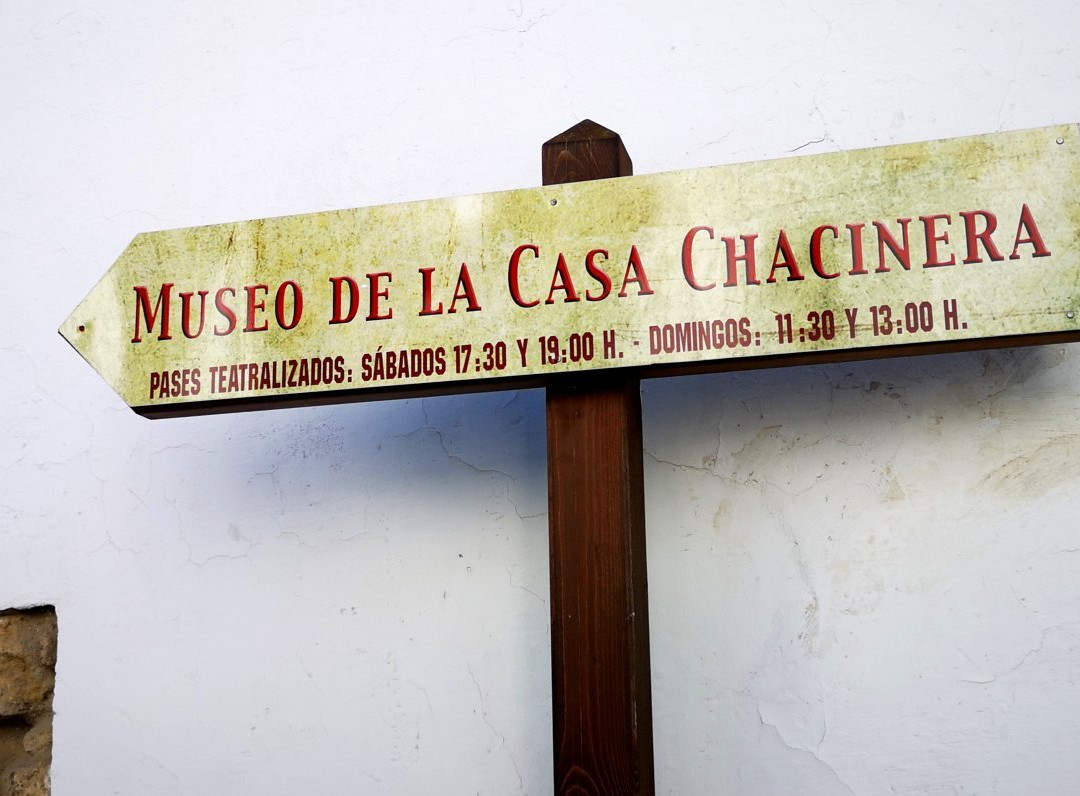 Museo de la Casa Chacinera
PASES TEATRALIZADOS: SÁBADOS 17:30 Y 19:00 H. - DOMINGOS: 11:30 Y 13:00 H.